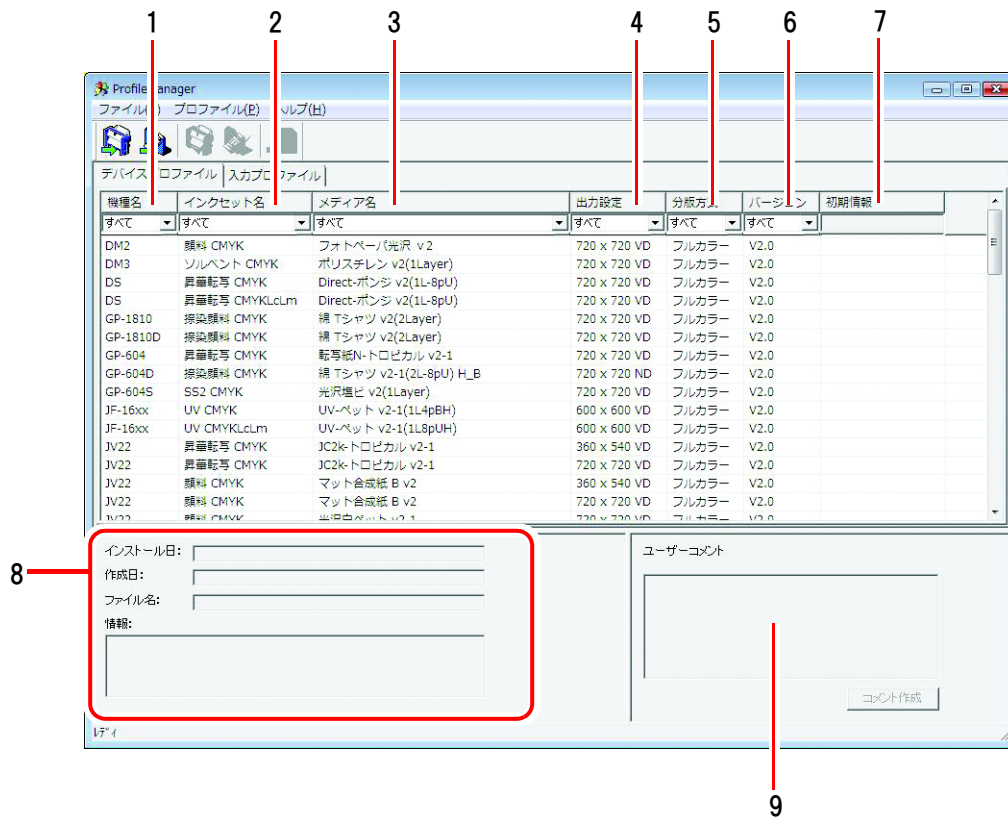 1 2 3 4 5 6 7
Profile Manager
ファイル(F) プロファイル(P) ヘルプ(H)
デバイスプロファイル 入力プロファイル
機種名 インクセット名 メディア名 出力設定 分版方式 バージョン 初期情報
すべて すべて すべて すべて すべて すべて
DM2 顔料 CMYK フォトペーパ光沢 v2 720 x 720 VD フルカラー V2.0
DM3 ソルベント CMYK ポリスチレン v2(1Layer) 720 x 720 VD フルカラー V2.0
DS 昇華転写 CMYK Direct-ポンジ v2(1L-8pU) 720 x 720 VD フルカラー V2.0
DS 昇華転写 CMYKLcLm Direct-ポンジ v2(1L-8pU) 720 x 720 VD フルカラー V2.0
GP-1810 捺染顔料 CMYK 綿 Tシャツ v2(2Layer) 720 x 720 VD フルカラー V2.0
GP-1810D 捺染顔料 CMYK 綿 Tシャツ v2(2Layer) 720 x 720 VD フルカラー V2.0
GP-604 昇華転写 CMYK 転写紙N-トロピカル v2-1 720 x 720 VD フルカラー V2.0
GP-604D 捺染顔料 CMYK 綿 Tシャツ v2-1(2L-8pU) H_B 720 x 720 ND フルカラー V2.0
GP-604S SS2 CMYK 光沢塩ビ v2(1Layer) 720 x 720 VD フルカラー V2.0
JF-16xx UV CMYK UV-ペット v2-1(1L4pBH) 600 x 600 VD フルカラー V2.0
JF-16xx UV CMYKLcLm UV-ペット v2-1(1L8pUH) 600 x 600 VD フルカラー V2.0
JV22 昇華転写 CMYK JC2k-トロピカル v2-1 360 x 540 VD フルカラー V2.0
JV22 昇華転写 CMYK JC2k-トロピカル v2-1 720 x 720 VD フルカラー V2.0
JV22 顔料 CMYK マット合成紙 B v2 360 x 540 VD フルカラー V2.0
JV22 顔料 CMYK マット合成紙 B v2 720 x 720 VD フルカラー V2.0
JV22 顔料 CMYK 光沢白ペット v2-1 720 x 720 VD フルカラー V2.0
インストール日:
作成日:
ファイル名:
情報:
ユーザーコメント
コメント作成
レディ
8
9